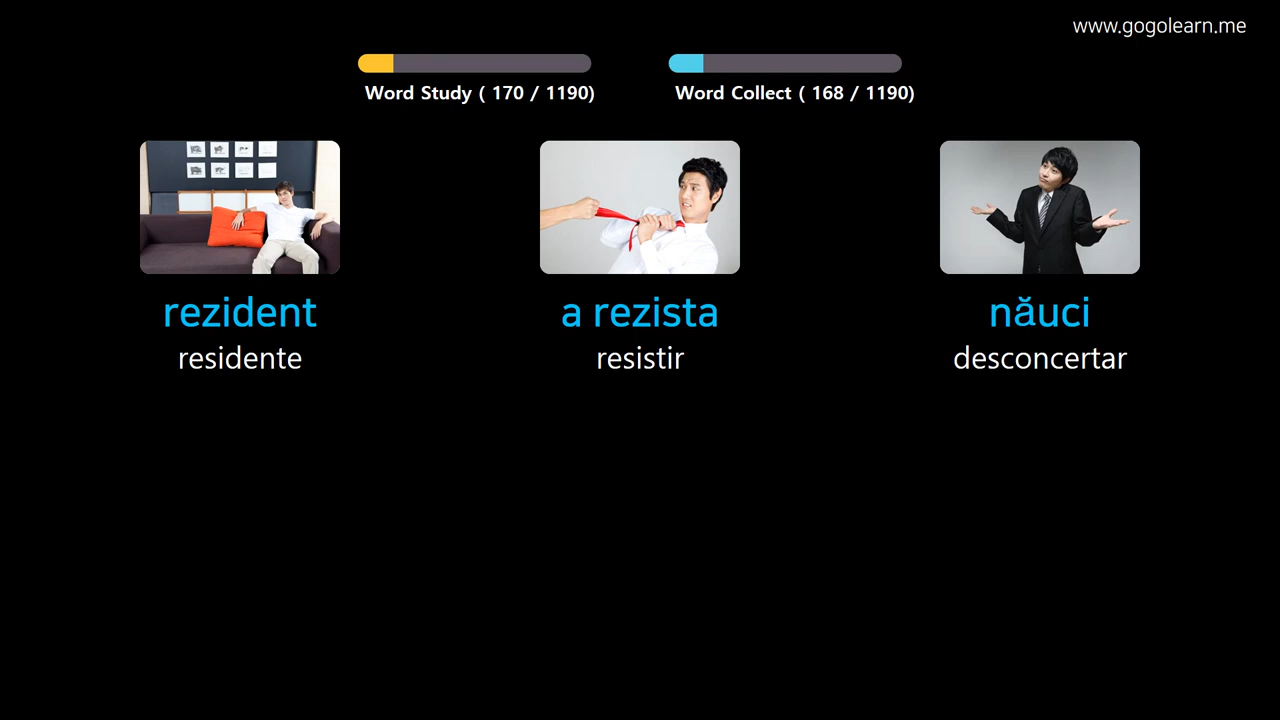 www.gogolearn.me
Word Study ( 170 / 1190)
Word Collect ( 168 / 1190)
rezident
a rezista
năuci
residente
resistir
desconcertar